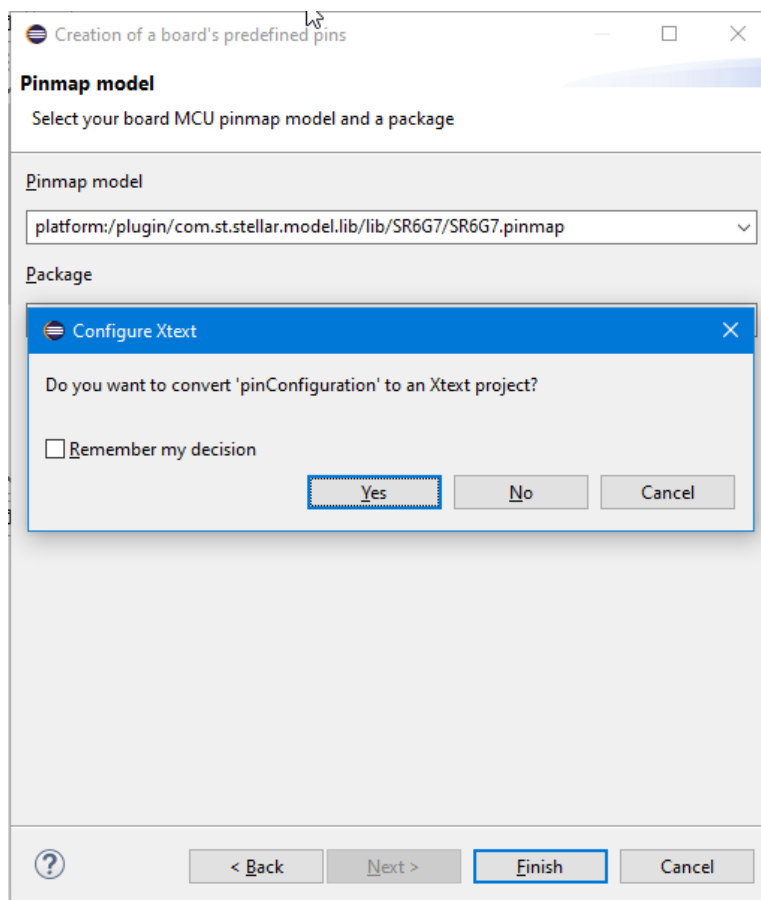 Creation of a board's predefined pins
Pinmap model
Select your board MCU pinmap model and a package
Pinmap model
platform:/plugin/com.st.stellar.model.lib/lib/SR6G7/SR6G7.pinmap
Package
Configure Xtext
Do you want to convert 'pinConfiguration' to an Xtext project?
Remember my decision
Yes No Cancel
? < Back Next > Finish Cancel